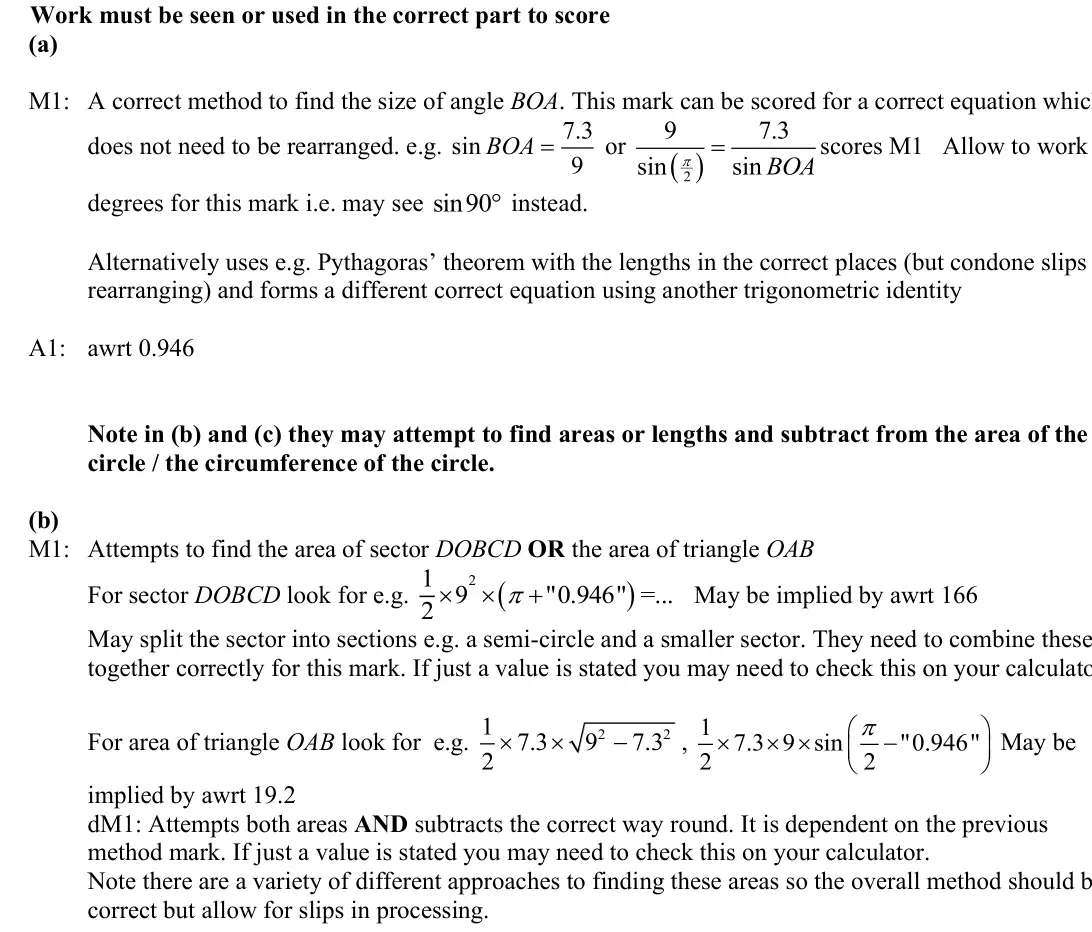 Work must be seen or used in the correct part to score
(a)
M1: A correct method to find the size of angle BOA. This mark can be scored for a correct equation whic
does not need to be rearranged. e.g. sin BOA = 7.3/9 or 9/sin(π/2) = 7.3/sin BOA scores M1 Allow to work
degrees for this mark i.e. may see sin 90° instead.
Alternatively uses e.g. Pythagoras’ theorem with the lengths in the correct places (but condone slips
rearranging) and forms a different correct equation using another trigonometric identity
A1: awrt 0.946
Note in (b) and (c) they may attempt to find areas or lengths and subtract from the area of the
circle / the circumference of the circle.
(b)
M1: Attempts to find the area of sector DOBCD OR the area of triangle OAB
For sector DOBCD look for e.g. 1/2 × 9² × (π + "0.946") = ... May be implied by awrt 166
May split the sector into sections e.g. a semi-circle and a smaller sector. They need to combine these
together correctly for this mark. If just a value is stated you may need to check this on your calculato
For area of triangle OAB look for e.g. 1/2 × 7.3 × √(9² − 7.3²) , 1/2 × 7.3 × 9 × sin(π/2 − "0.946") May be
implied by awrt 19.2
dM1: Attempts both areas AND subtracts the correct way round. It is dependent on the previous
method mark. If just a value is stated you may need to check this on your calculator.
Note there are a variety of different approaches to finding these areas so the overall method should b
correct but allow for slips in processing.